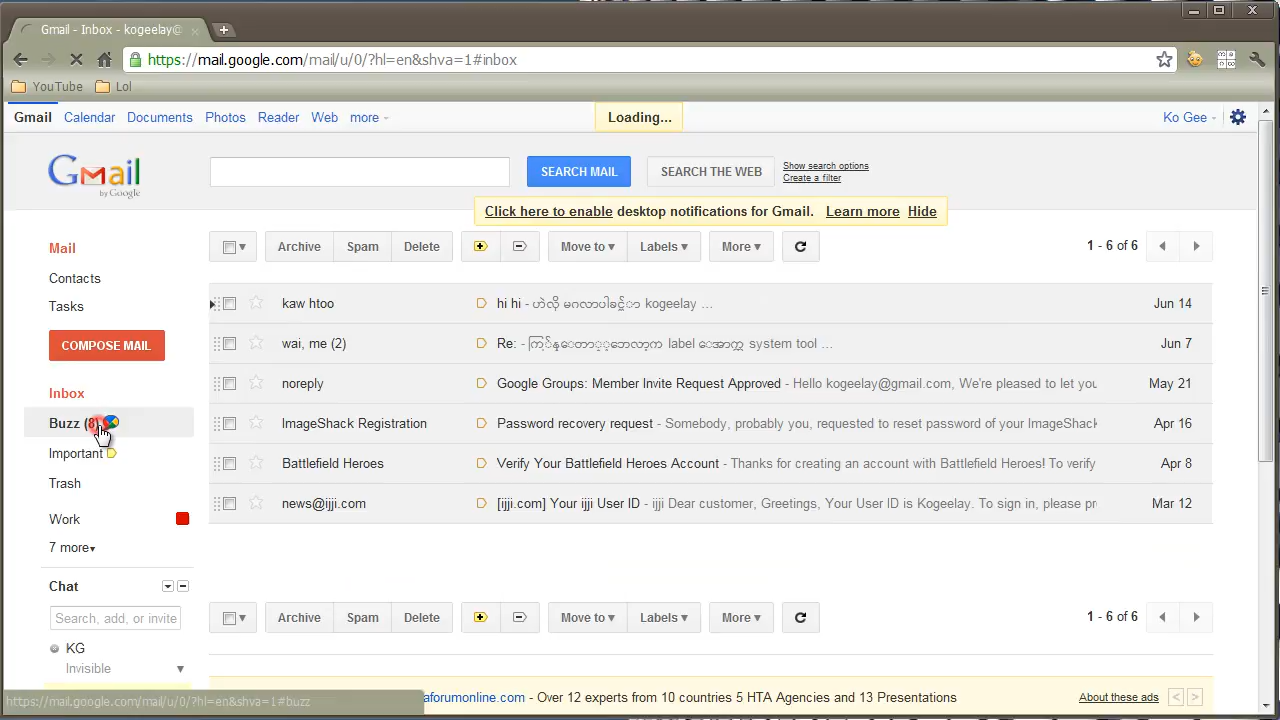 Gmail - Inbox - kogeelay@
https://mail.google.com/mail/u/0/?hl=en&shva=1#inbox
YouTube Lol
Gmail Calendar Documents Photos Reader Web more Loading... Ko Gee
Gmail by Google SEARCH MAIL SEARCH THE WEB Show search options
Create a filter
Click here to enable desktop notifications for Gmail. Learn more Hide
Mail Archive Spam Delete Move to Labels More 1 - 6 of 6
Contacts
Tasks
COMPOSE MAIL
kaw htoo hi hi - kogeelay ... Jun 14
wai, me (2) Re: - label system tool ... Jun 7
noreply Google Groups: Member Invite Request Approved - Hello kogeelay@gmail.com, We're pleased to let you May 21
ImageShack Registration Password recovery request - Somebody, probably you, requested to reset password of your ImageShack Apr 16
Battlefield Heroes Verify Your Battlefield Heroes Account - Thanks for creating an account with Battlefield Heroes! To verify Apr 8
news@ijji.com [ijji.com] Your ijji User ID - ijji Dear customer, Greetings, Your User ID is Kogeelay. To sign in, please pr Mar 12
Inbox
Buzz (8)
Important
Trash
Work
7 more
Chat
Search, add, or invite
KG
Invisible
Archive Spam Delete Move to Labels More 1 - 6 of 6
aforumonline.com - Over 12 experts from 10 countries 5 HTA Agencies and 13 Presentations About these ads < >
https://mail.google.com/mail/u/0/?hl=en&shva=1#buzz